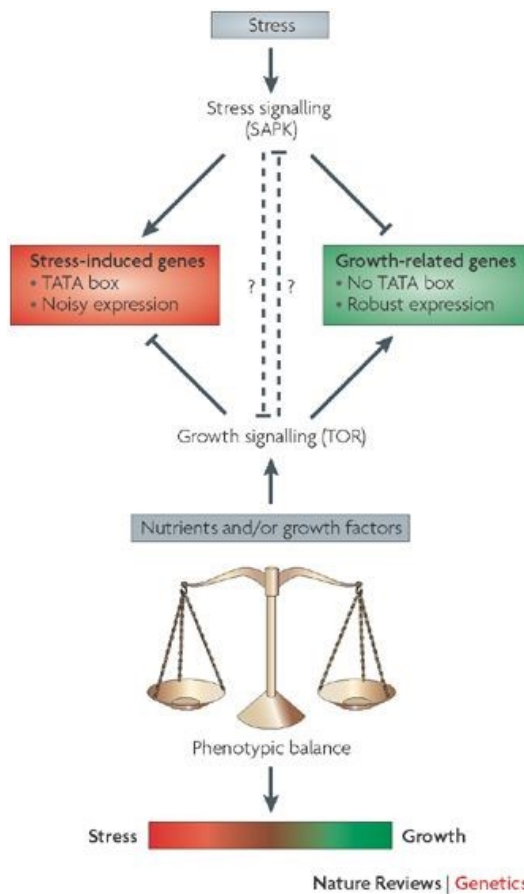 Stress
Stress signalling
(SAPK)
Stress-induced genes
• TATA box
• Noisy expression
?
?
Growth-related genes
• No TATA box
• Robust expression
Growth signalling (TOR)
Nutrients and/or growth factors
Phenotypic balance
Stress
Growth
Nature Reviews | Genetics